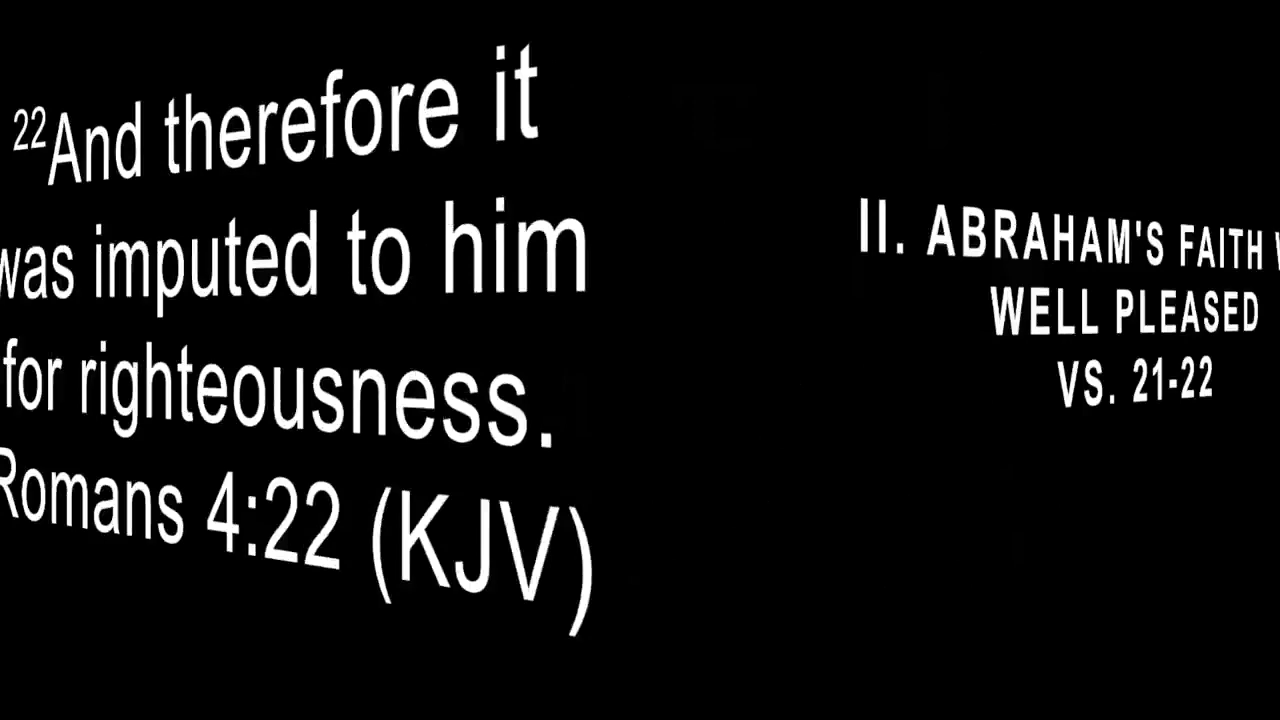 22And therefore it
was imputed to him
for righteousness.
Romans 4:22 (KJV)
II. ABRAHAM'S FAITH
WELL PLEASED
VS. 21-22